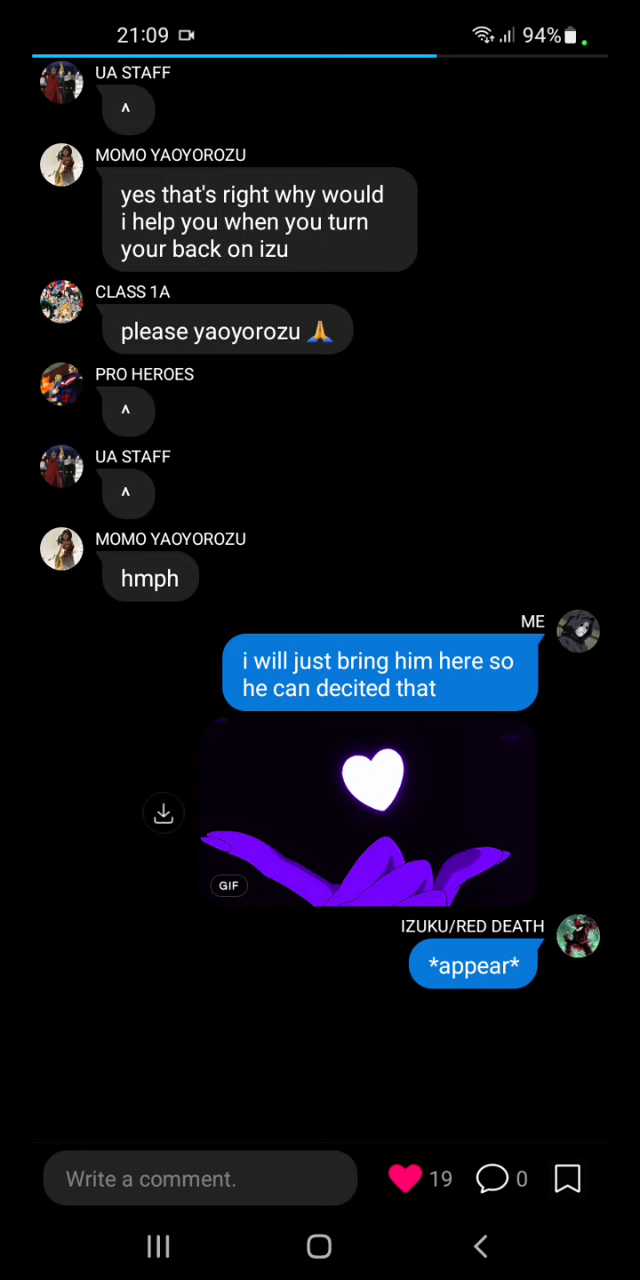 21:09
94%
UA STAFF
^
MOMO YAOYOROZU
yes that's right why would
i help you when you turn
your back on izu
CLASS 1A
please yaoyorozu 🙏
PRO HEROES
^
UA STAFF
^
MOMO YAOYOROZU
hmph
ME
i will just bring him here so
he can decited that
GIF
IZUKU/RED DEATH
*appear*
Write a comment.
19
0